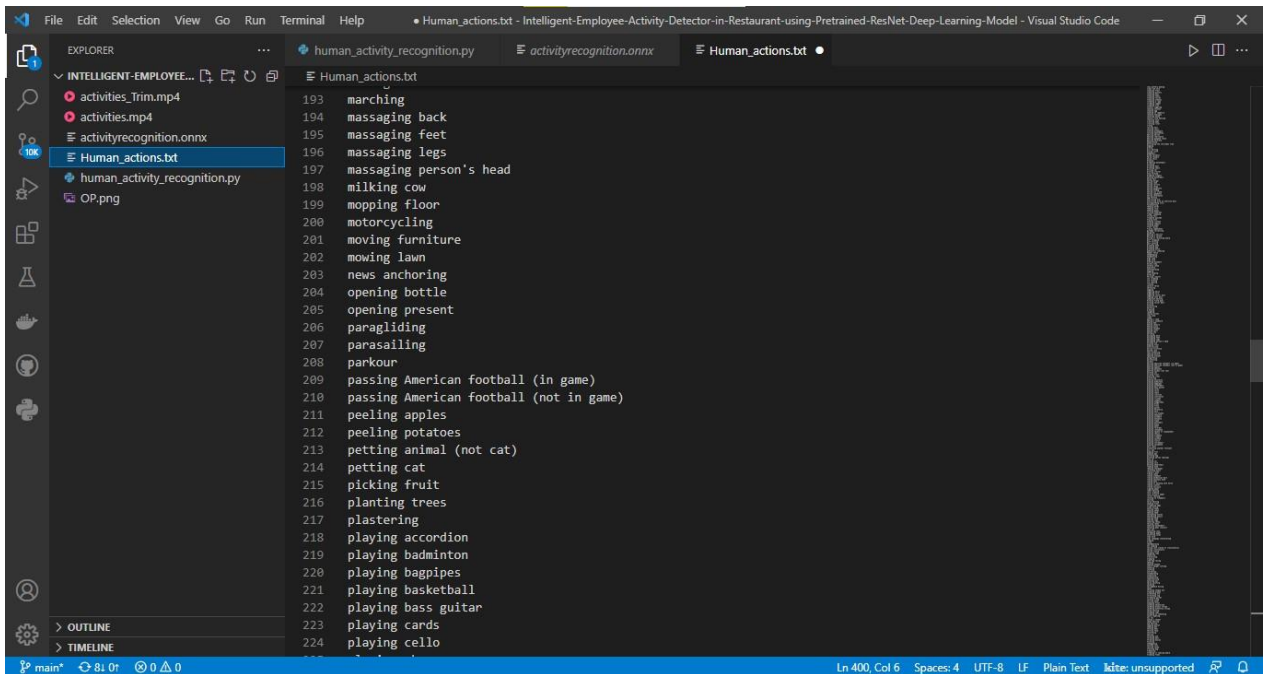 File Edit Selection View Go Run Terminal Help
● Human_actions.txt - Intelligent-Employee-Activity-Detector-in-Restaurant-using-Pretrained-ResNet-Deep-Learning-Model - Visual Studio Code
EXPLORER
human_activity_recognition.py activityrecognition.onnx Human_actions.txt ●
INTELLIGENT-EMPLOYEE...
Human_actions.txt
1
10K
activities_Trim.mp4
activities.mp4
activityrecognition.onnx
Human_actions.txt
human_activity_recognition.py
OP.png
OUTLINE
TIMELINE
193 marching
194 massaging back
195 massaging feet
196 massaging legs
197 massaging person's head
198 milking cow
199 mopping floor
200 motorcycling
201 moving furniture
202 mowing lawn
203 news anchoring
204 opening bottle
205 opening present
206 paragliding
207 parasailing
208 parkour
209 passing American football (in game)
210 passing American football (not in game)
211 peeling apples
212 peeling potatoes
213 petting animal (not cat)
214 petting cat
215 picking fruit
216 planting trees
217 plastering
218 playing accordion
219 playing badminton
220 playing bagpipes
221 playing basketball
222 playing bass guitar
223 playing cards
224 playing cello
main* 8↓ 0↑ 0 0 Ln 400, Col 6 Spaces: 4 UTF-8 LF Plain Text kite: unsupported